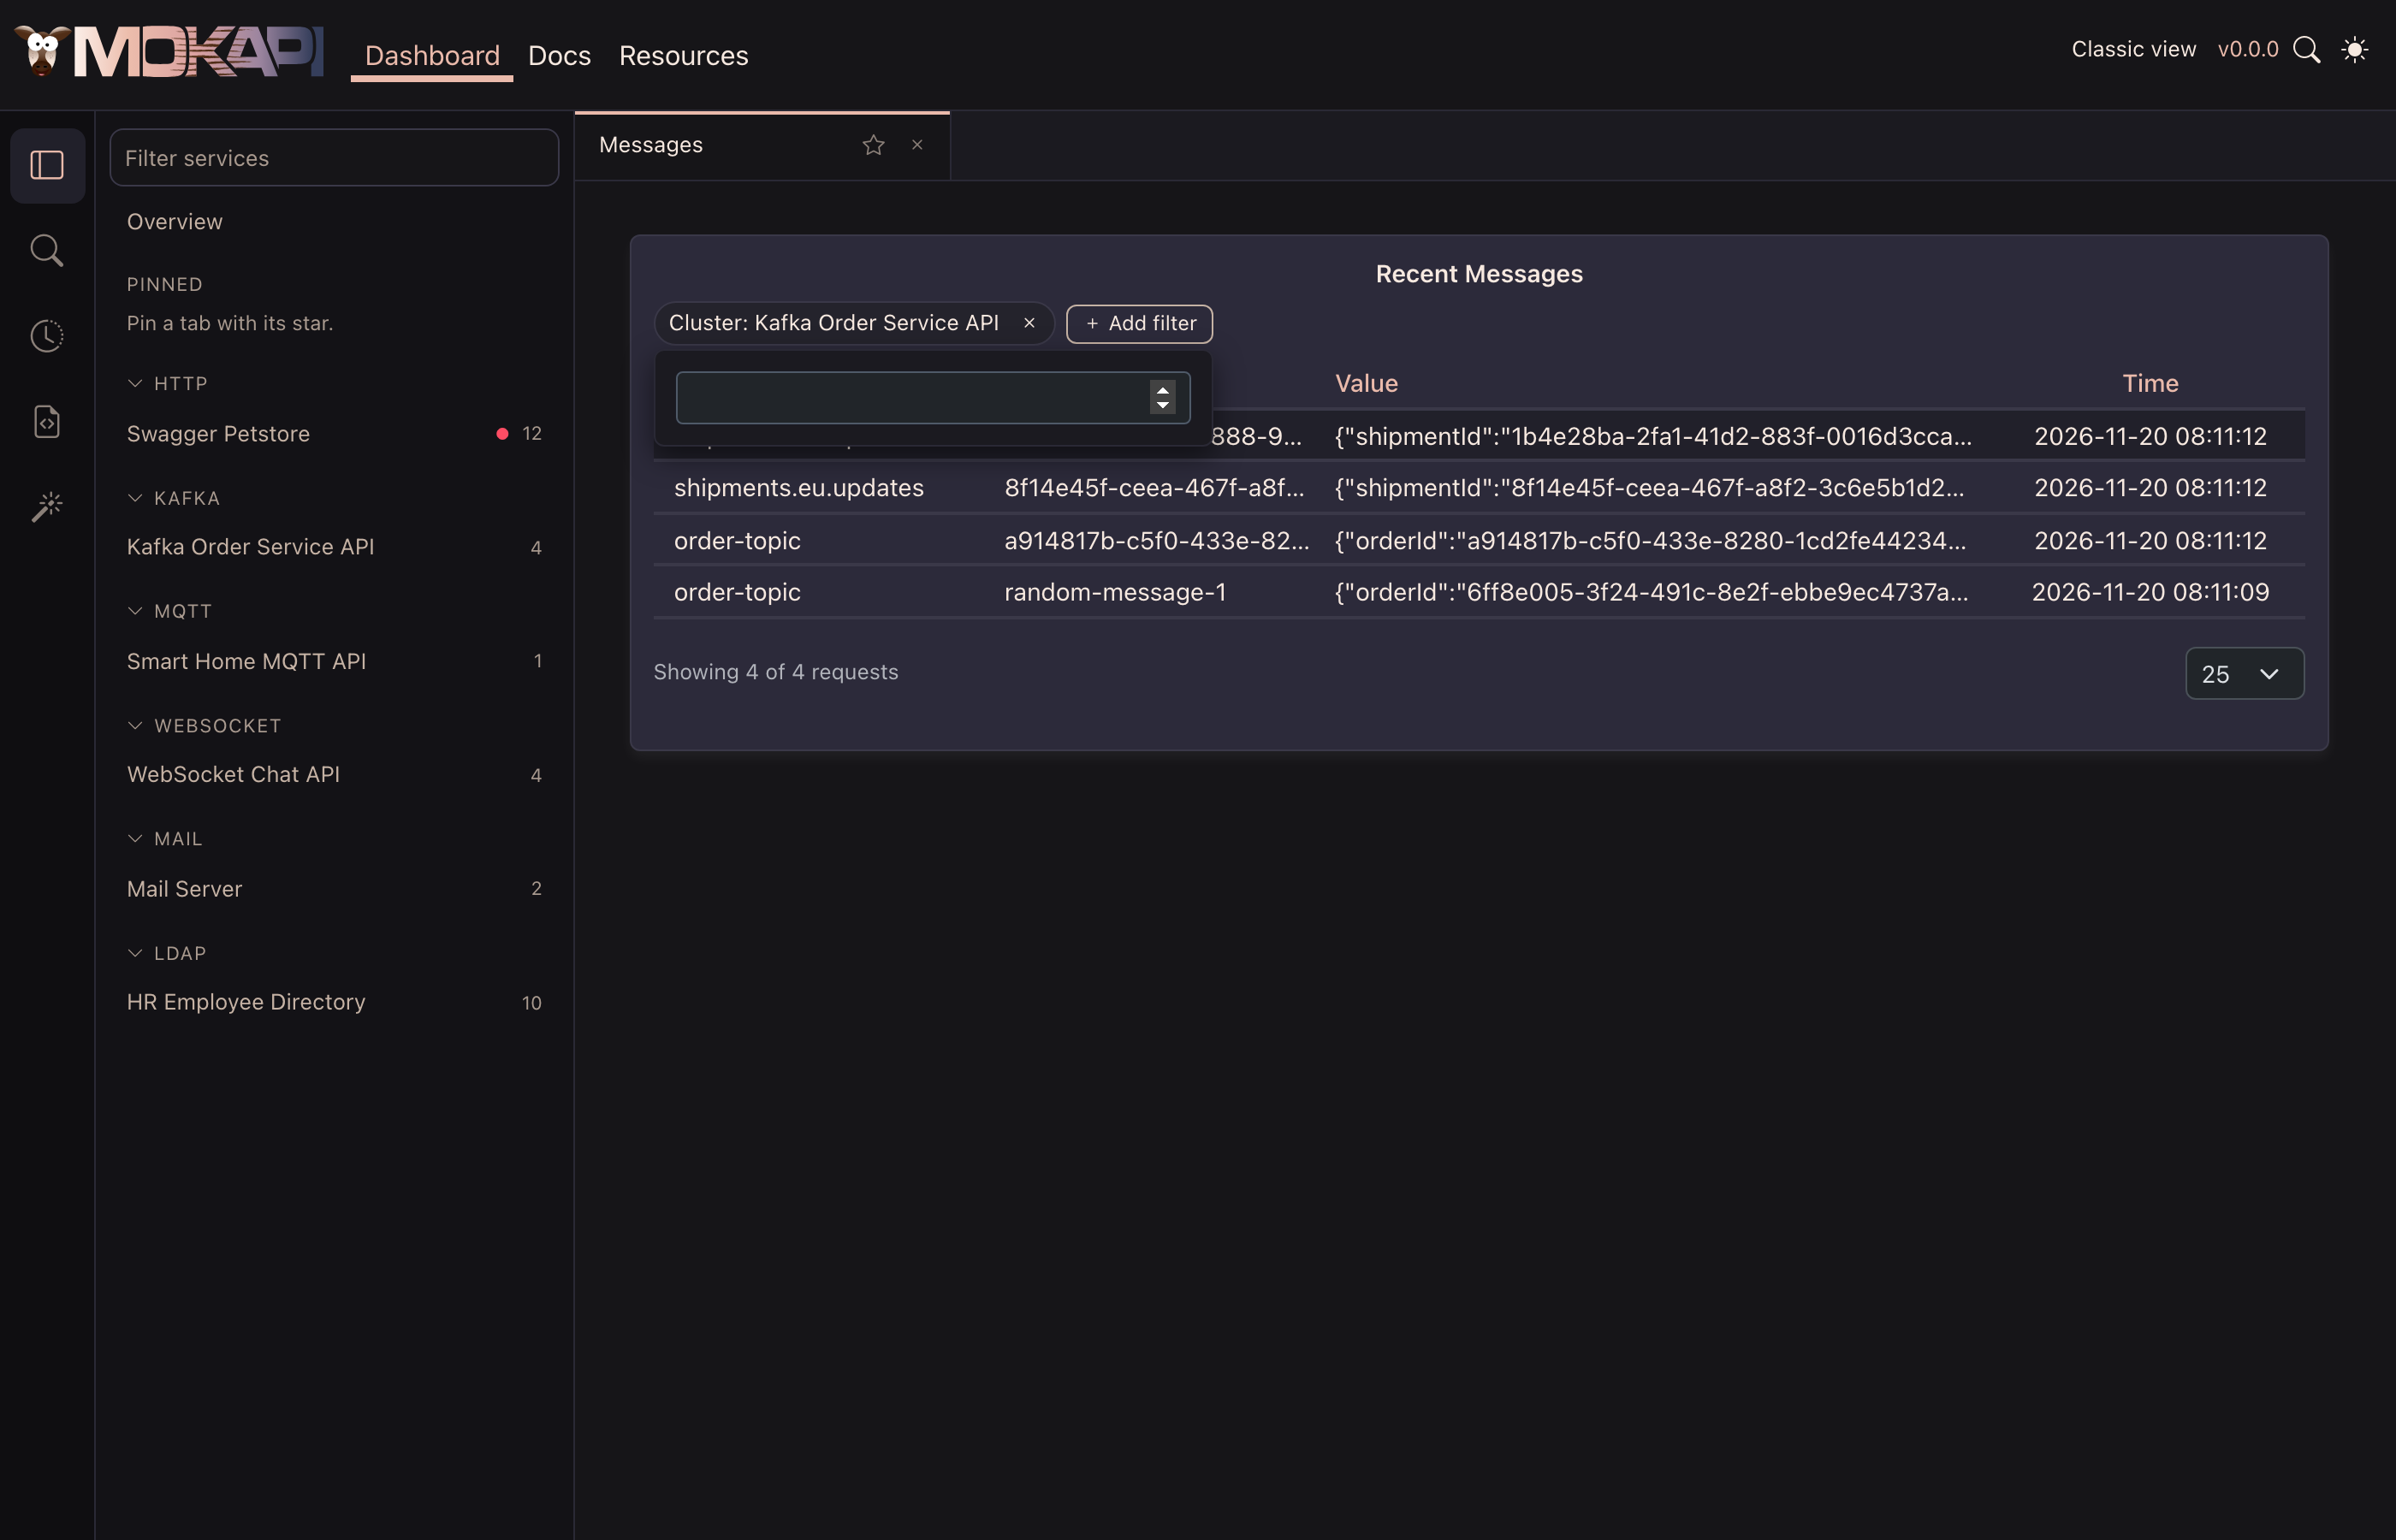 MOKAPI
Dashboard
Docs
Resources
Classic view
v0.0.0
Filter services
Overview
PINNED
Pin a tab with its star.
HTTP
Swagger Petstore
12
KAFKA
Kafka Order Service API
4
MQTT
Smart Home MQTT API
1
WEBSOCKET
WebSocket Chat API
4
MAIL
Mail Server
2
LDAP
HR Employee Directory
10
Messages
Recent Messages
Cluster: Kafka Order Service API
+ Add filter
Value
Time
888-9...
{"shipmentId":"1b4e28ba-2fa1-41d2-883f-0016d3cca...
2026-11-20 08:11:12
shipments.eu.updates
8f14e45f-ceea-467f-a8f...
{"shipmentId":"8f14e45f-ceea-467f-a8f2-3c6e5b1d2...
2026-11-20 08:11:12
order-topic
a914817b-c5f0-433e-82...
{"orderId":"a914817b-c5f0-433e-8280-1cd2fe44234...
2026-11-20 08:11:12
order-topic
random-message-1
{"orderId":"6ff8e005-3f24-491c-8e2f-ebbe9ec4737a...
2026-11-20 08:11:09
Showing 4 of 4 requests
25